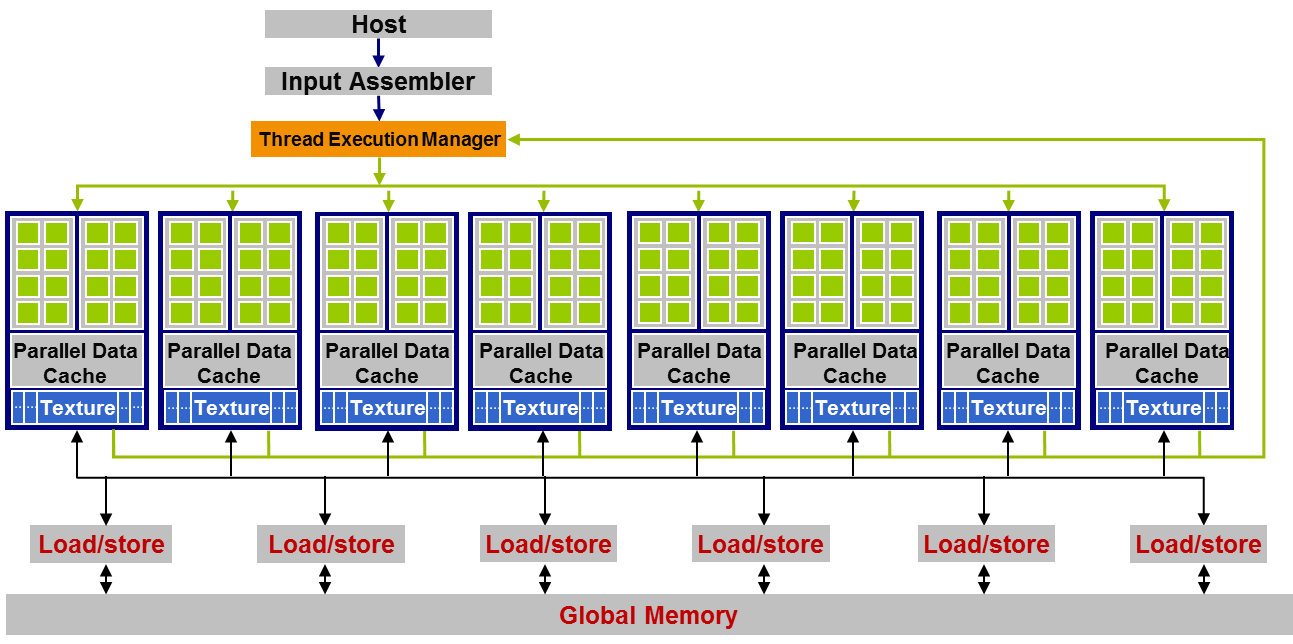 Host
Input Assembler
Thread Execution Manager
Parallel Data
Cache
Parallel Data
Cache
Parallel Data
Cache
Parallel Data
Cache
Parallel Data
Cache
Parallel Data
Cache
Parallel Data
Cache
Parallel Data
Cache
Texture
Texture
Texture
Texture
Texture
Texture
Texture
Texture
Load/store
Load/store
Load/store
Load/store
Load/store
Load/store
Global Memory